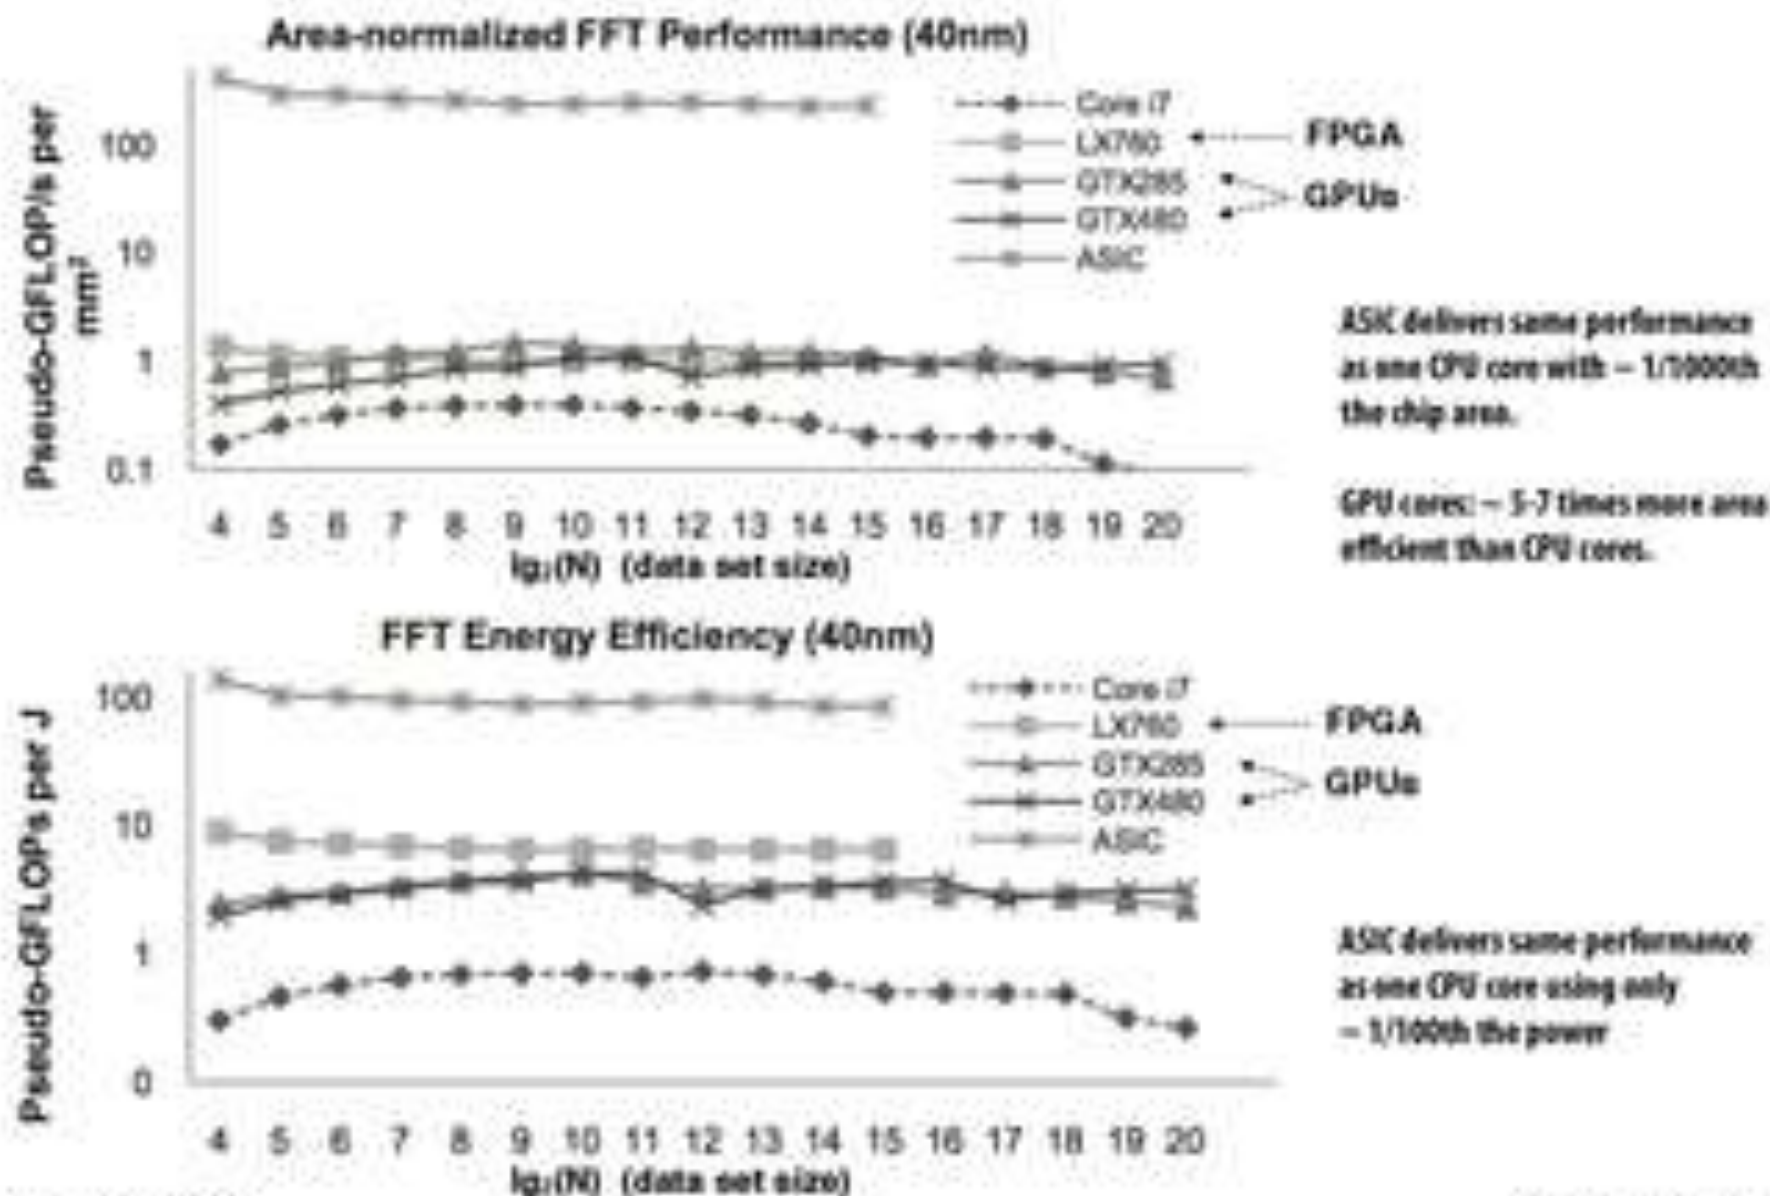 Area-normalized FFT Performance (40nm)
Pseudo-GFLOP/s per
mm²
100
10
1
0.1
Core i7
LX760
GTX285
GTX480
ASIC
FPGA
GPUs
ASIC delivers same performance
as one CPU core with ~ 1/1000th
the chip area.
GPU cores: ~ 5-7 times more area
efficient than CPU cores.
4 5 6 7 8 9 10 11 12 13 14 15 16 17 18 19 20
lg₂(N) (data set size)
FFT Energy Efficiency (40nm)
Pseudo-GFLOPs per J
100
10
1
0
Core i7
LX760
GTX285
GTX480
ASIC
FPGA
GPUs
ASIC delivers same performance
as one CPU core using only
~ 1/100th the power
4 5 6 7 8 9 10 11 12 13 14 15 16 17 18 19 20
lg₂(N) (data set size)